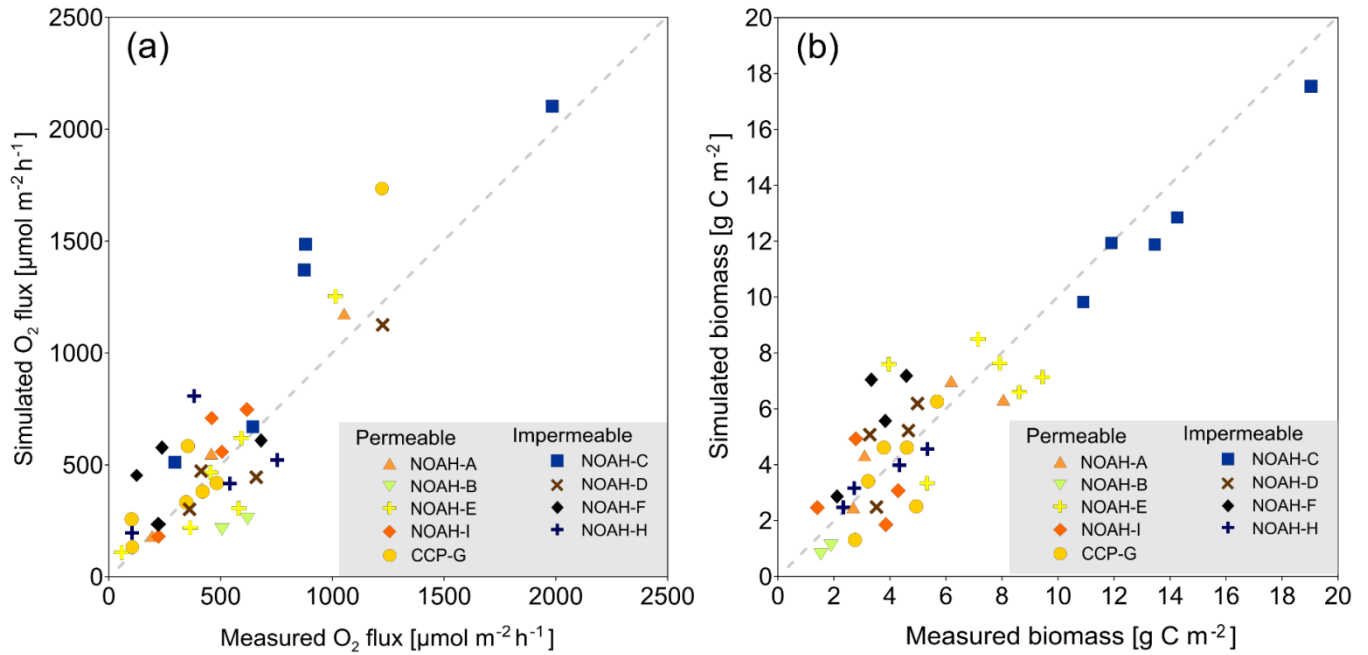 (a)
Simulated O₂ flux [µmol m⁻² h⁻¹]
2500
2000
1500
1000
500
0
0 500 1000 1500 2000 2500
Measured O₂ flux [µmol m⁻² h⁻¹]
Permeable Impermeable
NOAH-A NOAH-C
NOAH-B NOAH-D
NOAH-E NOAH-F
NOAH-I NOAH-H
CCP-G
(b)
Simulated biomass [g C m⁻²]
20
18
16
14
12
10
8
6
4
2
0
0 2 4 6 8 10 12 14 16 18 20
Measured biomass [g C m⁻²]
Permeable Impermeable
NOAH-A NOAH-C
NOAH-B NOAH-D
NOAH-E NOAH-F
NOAH-I NOAH-H
CCP-G